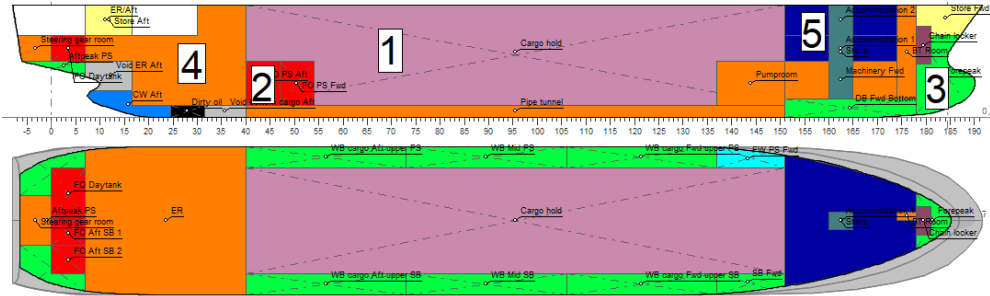 ER/Aft
Store Aft
Accommodation 2
Store Fwd
Steering gear room
Cargo hold
Accommodation 1
Chain locker
Aftpeak PS
Stairs
BT Room
5
1
4
Void ER Aft
PS Aft
2
FO Daytank
FO PS Fwd
Pumproom
Machinery Fwd
Forepeak
3
CW Aft
Dirty oil
Void
cargo Aft
Pipe tunnel
DB Fwd Bottom
0.
-5 0 5 10 15 20 25 30 35 40 45 50 55 60 65 70 75 80 85 90 95 100 105 110 115 120 125 130 135 140 145 150 155 160 165 170 175 180 185 190
WB cargo Aft-upper PS
WB Mid PS
WB cargo Fwd-upper PS
FW PS Fwd
FO Daytank
Aftpeak PS
ER
Cargo hold
Stairs
Forepeak
Steering gear room
BT Room
FO Aft SB 1
Chain locker
FO Aft SB 2
WB cargo Aft-upper SB
WB Mid SB
WB cargo Fwd-upper SB
SB Fwd